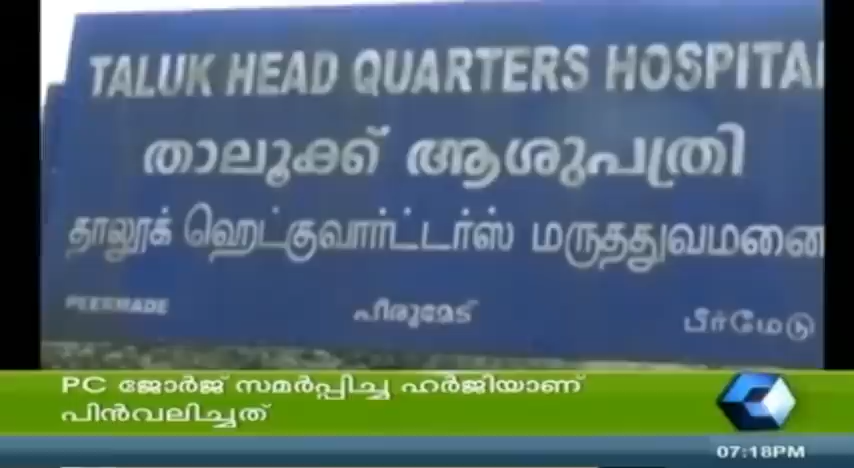 TALUK HEAD QUARTERS HOSPITAL
താലൂക്ക് ആശുപത്രി
தாலூக் ஹெட்குவார்ட்டர்ஸ் மருத்துவமனை
PEERMADE പീരുമേട് பீர்மேடு
PC ജോർജ് സമർപ്പിച്ച ഹർജിയാണ്
പിൻവലിച്ചത്
07:18PM